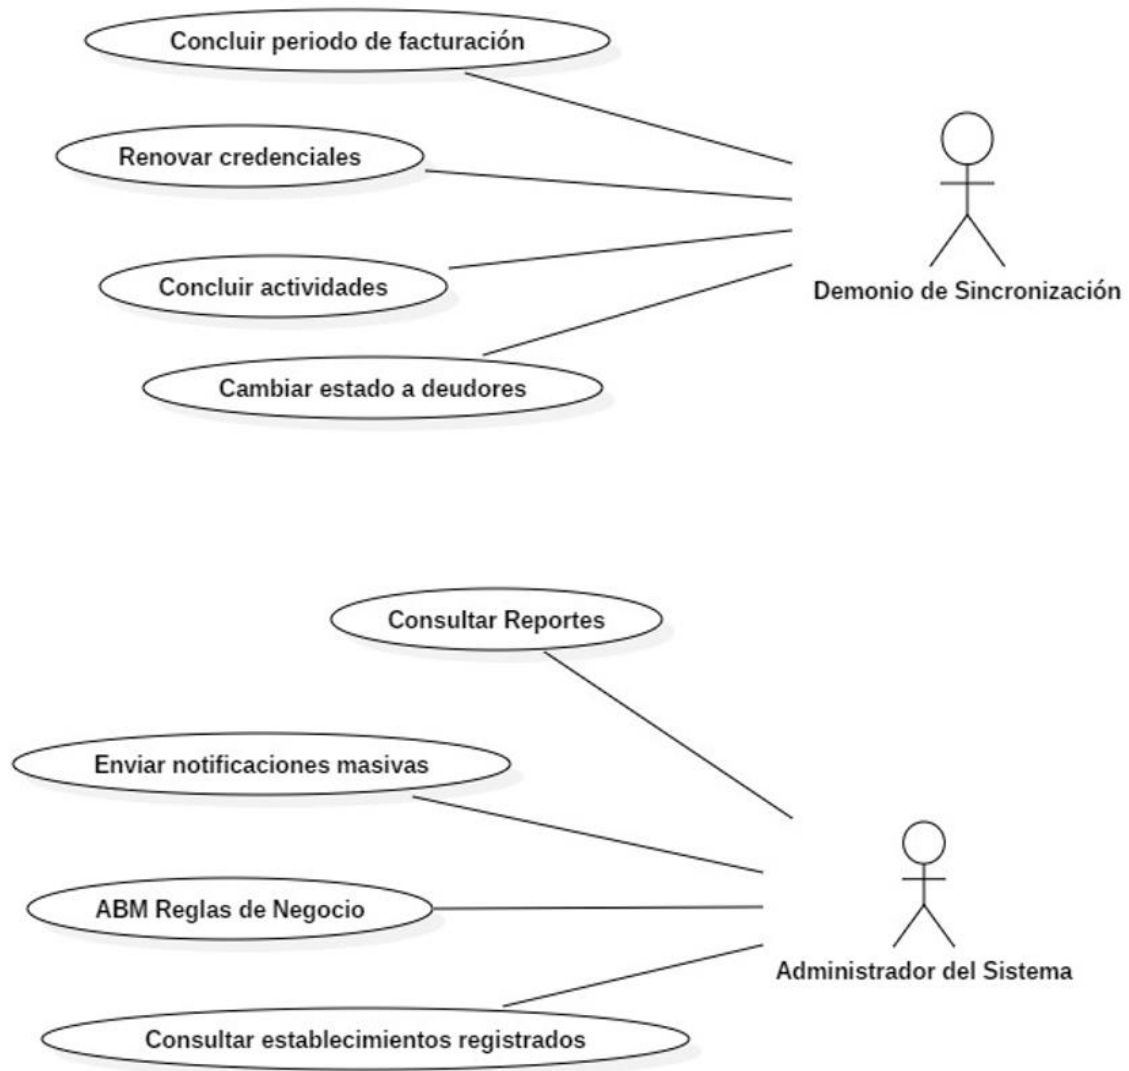 Concluir periodo de facturación
Renovar credenciales
Concluir actividades
Cambiar estado a deudores
Demonio de Sincronización
Consultar Reportes
Enviar notificaciones masivas
ABM Reglas de Negocio
Consultar establecimientos registrados
Administrador del Sistema